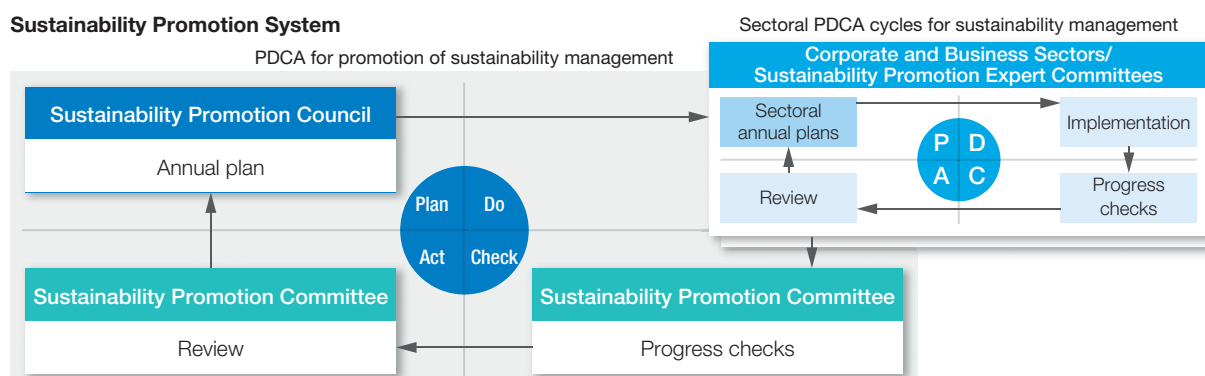 Sustainability Promotion System
PDCA for promotion of sustainability management
Sectoral PDCA cycles for sustainability management
Sustainability Promotion Council
Annual plan
Corporate and Business Sectors/
Sustainability Promotion Expert Committees
Sectoral
annual plans
Implementation
P D
A C
Review
Progress
checks
Plan Do
Act Check
Sustainability Promotion Committee
Review
Sustainability Promotion Committee
Progress checks